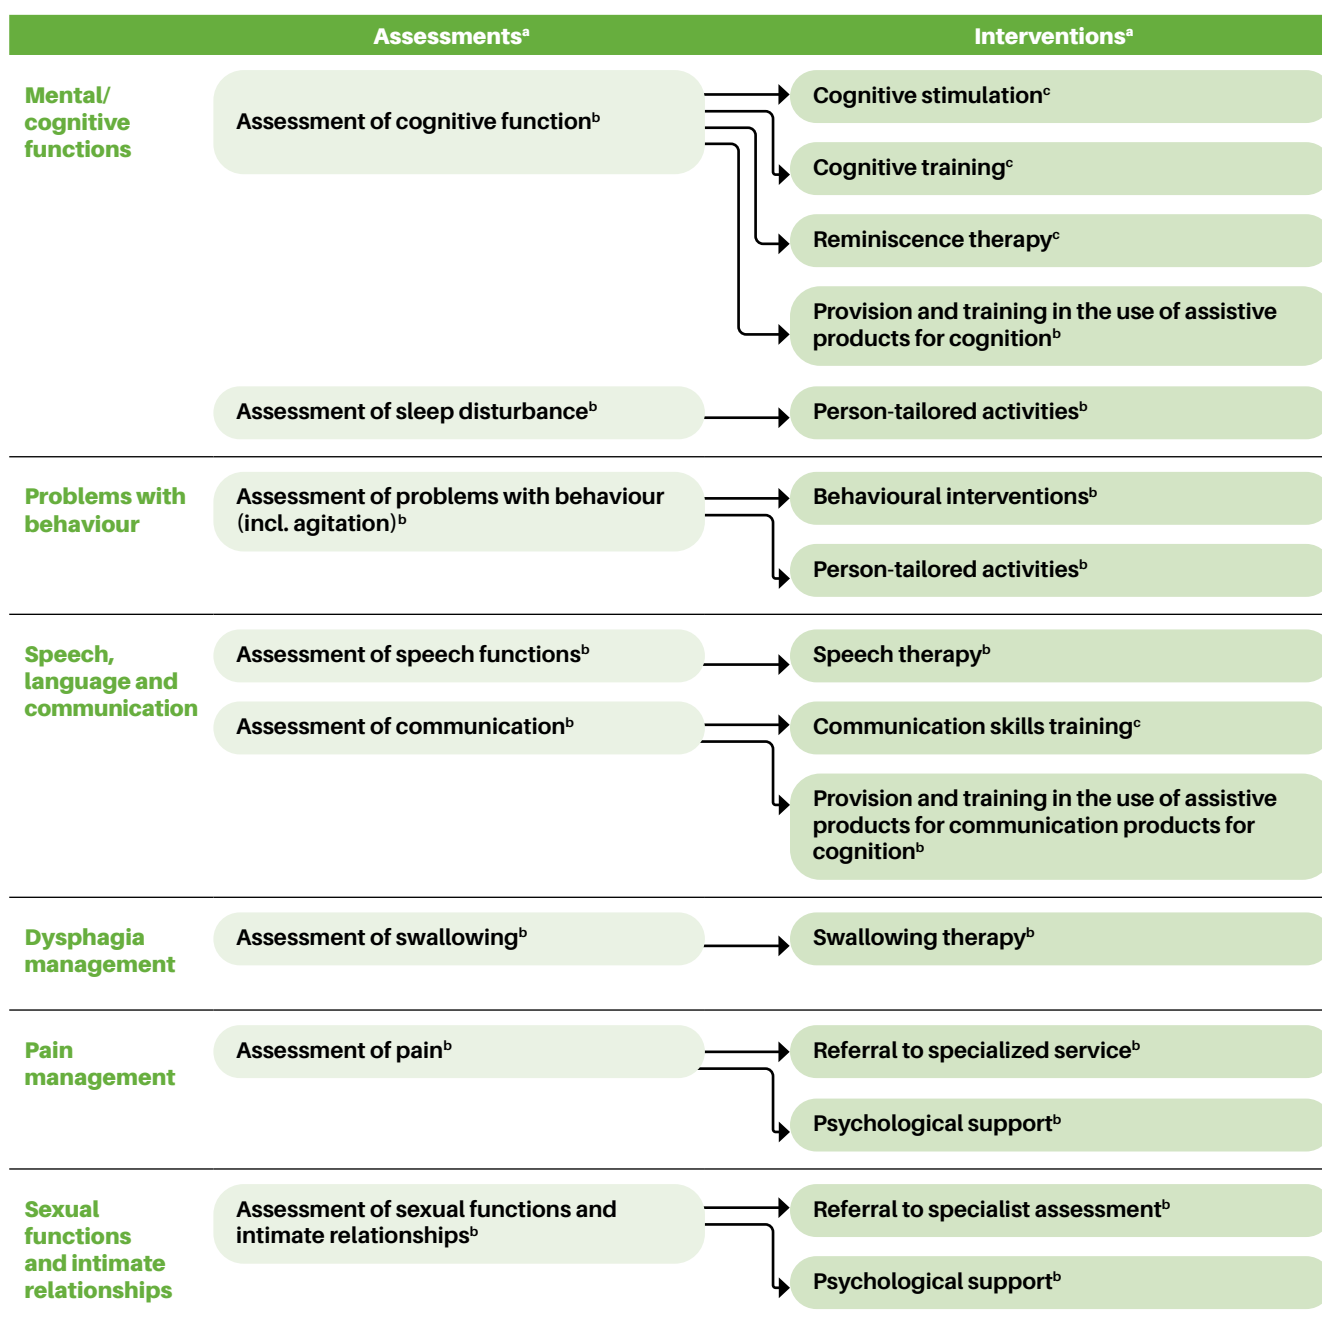 Assessmentsᵃ Interventionsᵃ
Mental/
cognitive
functions
Assessment of cognitive functionᵇ
Cognitive stimulationᶜ
Cognitive trainingᶜ
Reminiscence therapyᶜ
Provision and training in the use of assistive
products for cognitionᵇ
Assessment of sleep disturbanceᵇ
Person-tailored activitiesᵇ
Problems with
behaviour
Assessment of problems with behaviour
(incl. agitation)ᵇ
Behavioural interventionsᵇ
Person-tailored activitiesᵇ
Speech,
language and
communication
Assessment of speech functionsᵇ
Speech therapyᵇ
Assessment of communicationᵇ
Communication skills trainingᶜ
Provision and training in the use of assistive
products for communication products for
cognitionᵇ
Dysphagia
management
Assessment of swallowingᵇ
Swallowing therapyᵇ
Pain
management
Assessment of painᵇ
Referral to specialized serviceᵇ
Psychological supportᵇ
Sexual
functions
and intimate
relationships
Assessment of sexual functions and
intimate relationshipsᵇ
Referral to specialist assessmentᵇ
Psychological supportᵇ